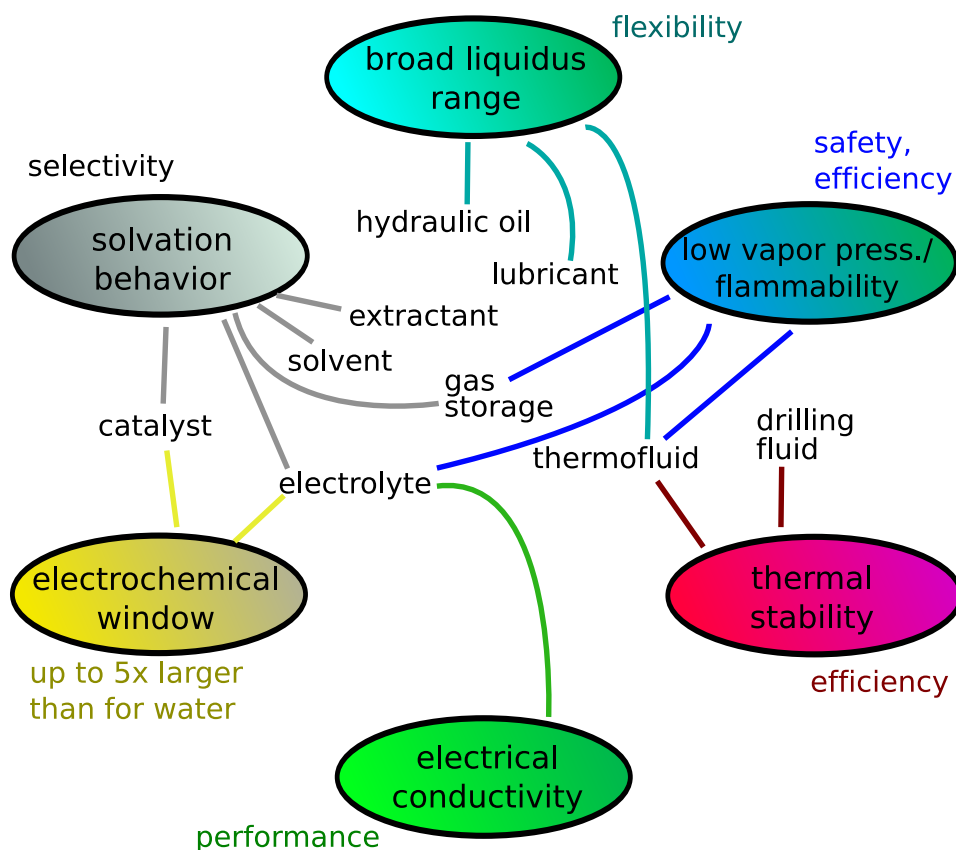 flexibility
broad liquidus
range
safety,
efficiency
selectivity
solvation
behavior
hydraulic oil
lubricant
low vapor press./
flammability
extractant
solvent
gas
storage
catalyst
drilling
fluid
thermofluid
electrolyte
electrochemical
window
thermal
stability
up to 5x larger
than for water
efficiency
electrical
conductivity
performance